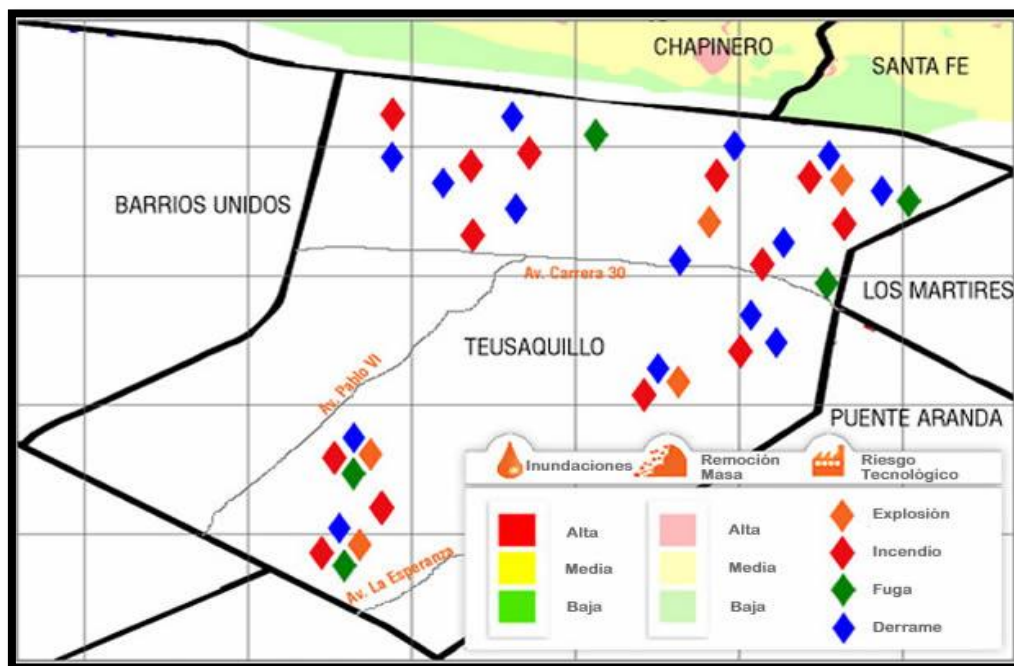 CHAPINERO
SANTA FE
BARRIOS UNIDOS
Av. Carrera 30
LOS MARTIRES
TEUSAQUILLO
Av. Pablo VI
PUENTE ARANDA
Av. La Esperanza
Inundaciones
Remoción
Masa
Riesgo
Tecnológico
Alta
Media
Baja
Alta
Media
Baja
Explosión
Incendio
Fuga
Derrame